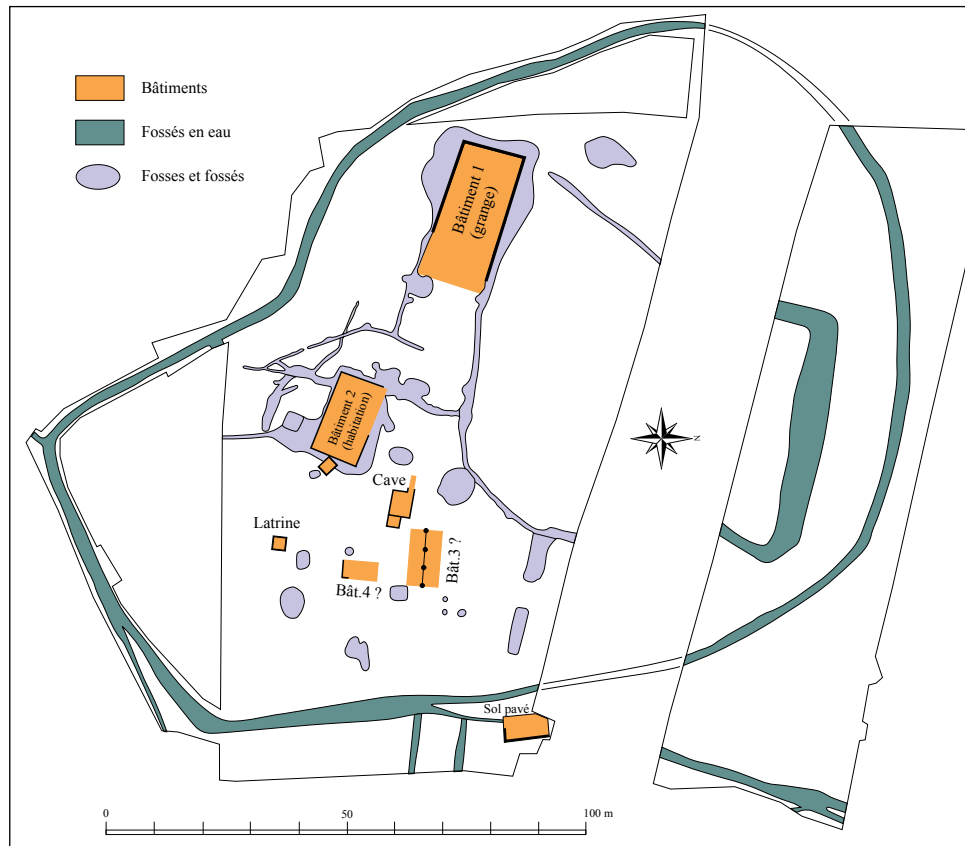 Bâtiments
Fossés en eau
Fosses et fossés
Bâtiment 1
(grange)
Bâtiment 2
(habitation)
N
Cave
Latrine
Bât.3 ?
Bât.4 ?
Sol pavé
0
50
100 m